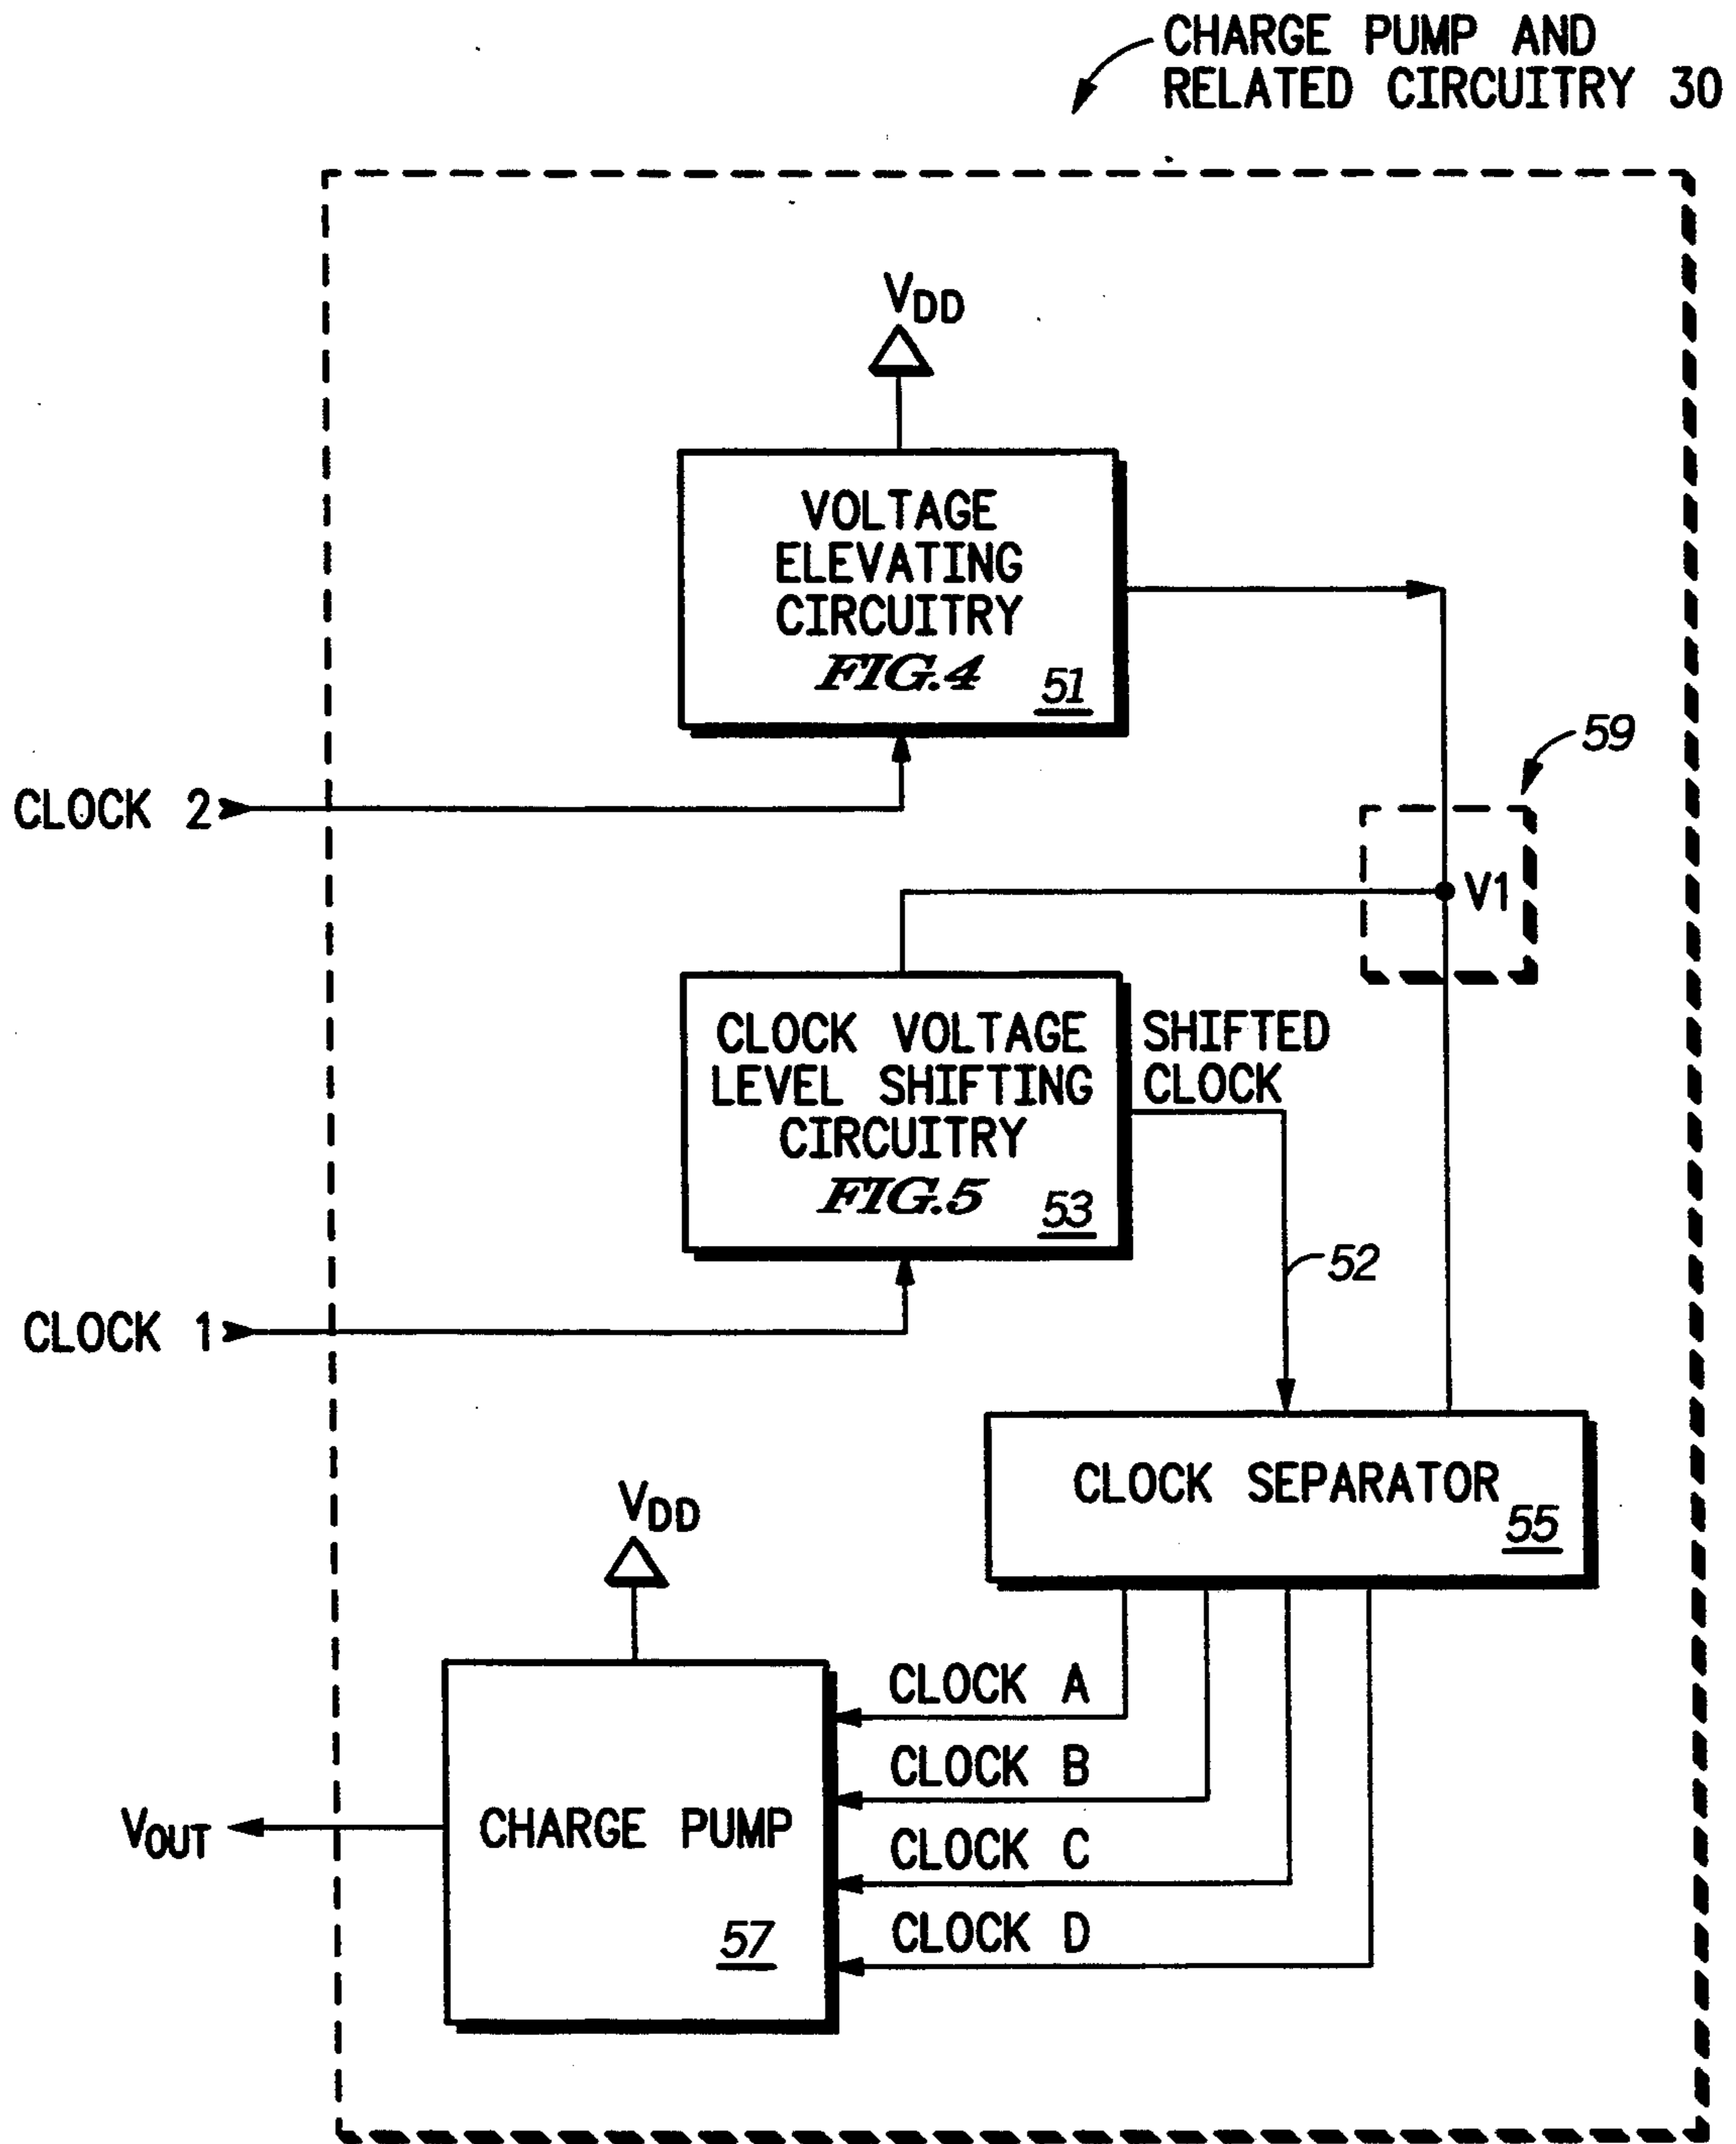 CHARGE PUMP AND
RELATED CIRCUITRY 30
VDD
VOLTAGE
ELEVATING
CIRCUITRY
FIG.4
51
59
CLOCK 2
V1
CLOCK VOLTAGE
LEVEL SHIFTING
CIRCUITRY
FIG.5
53
SHIFTED
CLOCK
52
CLOCK 1
CLOCK SEPARATOR
55
VDD
CLOCK A
CLOCK B
VOUT
CHARGE PUMP
CLOCK C
CLOCK D
57